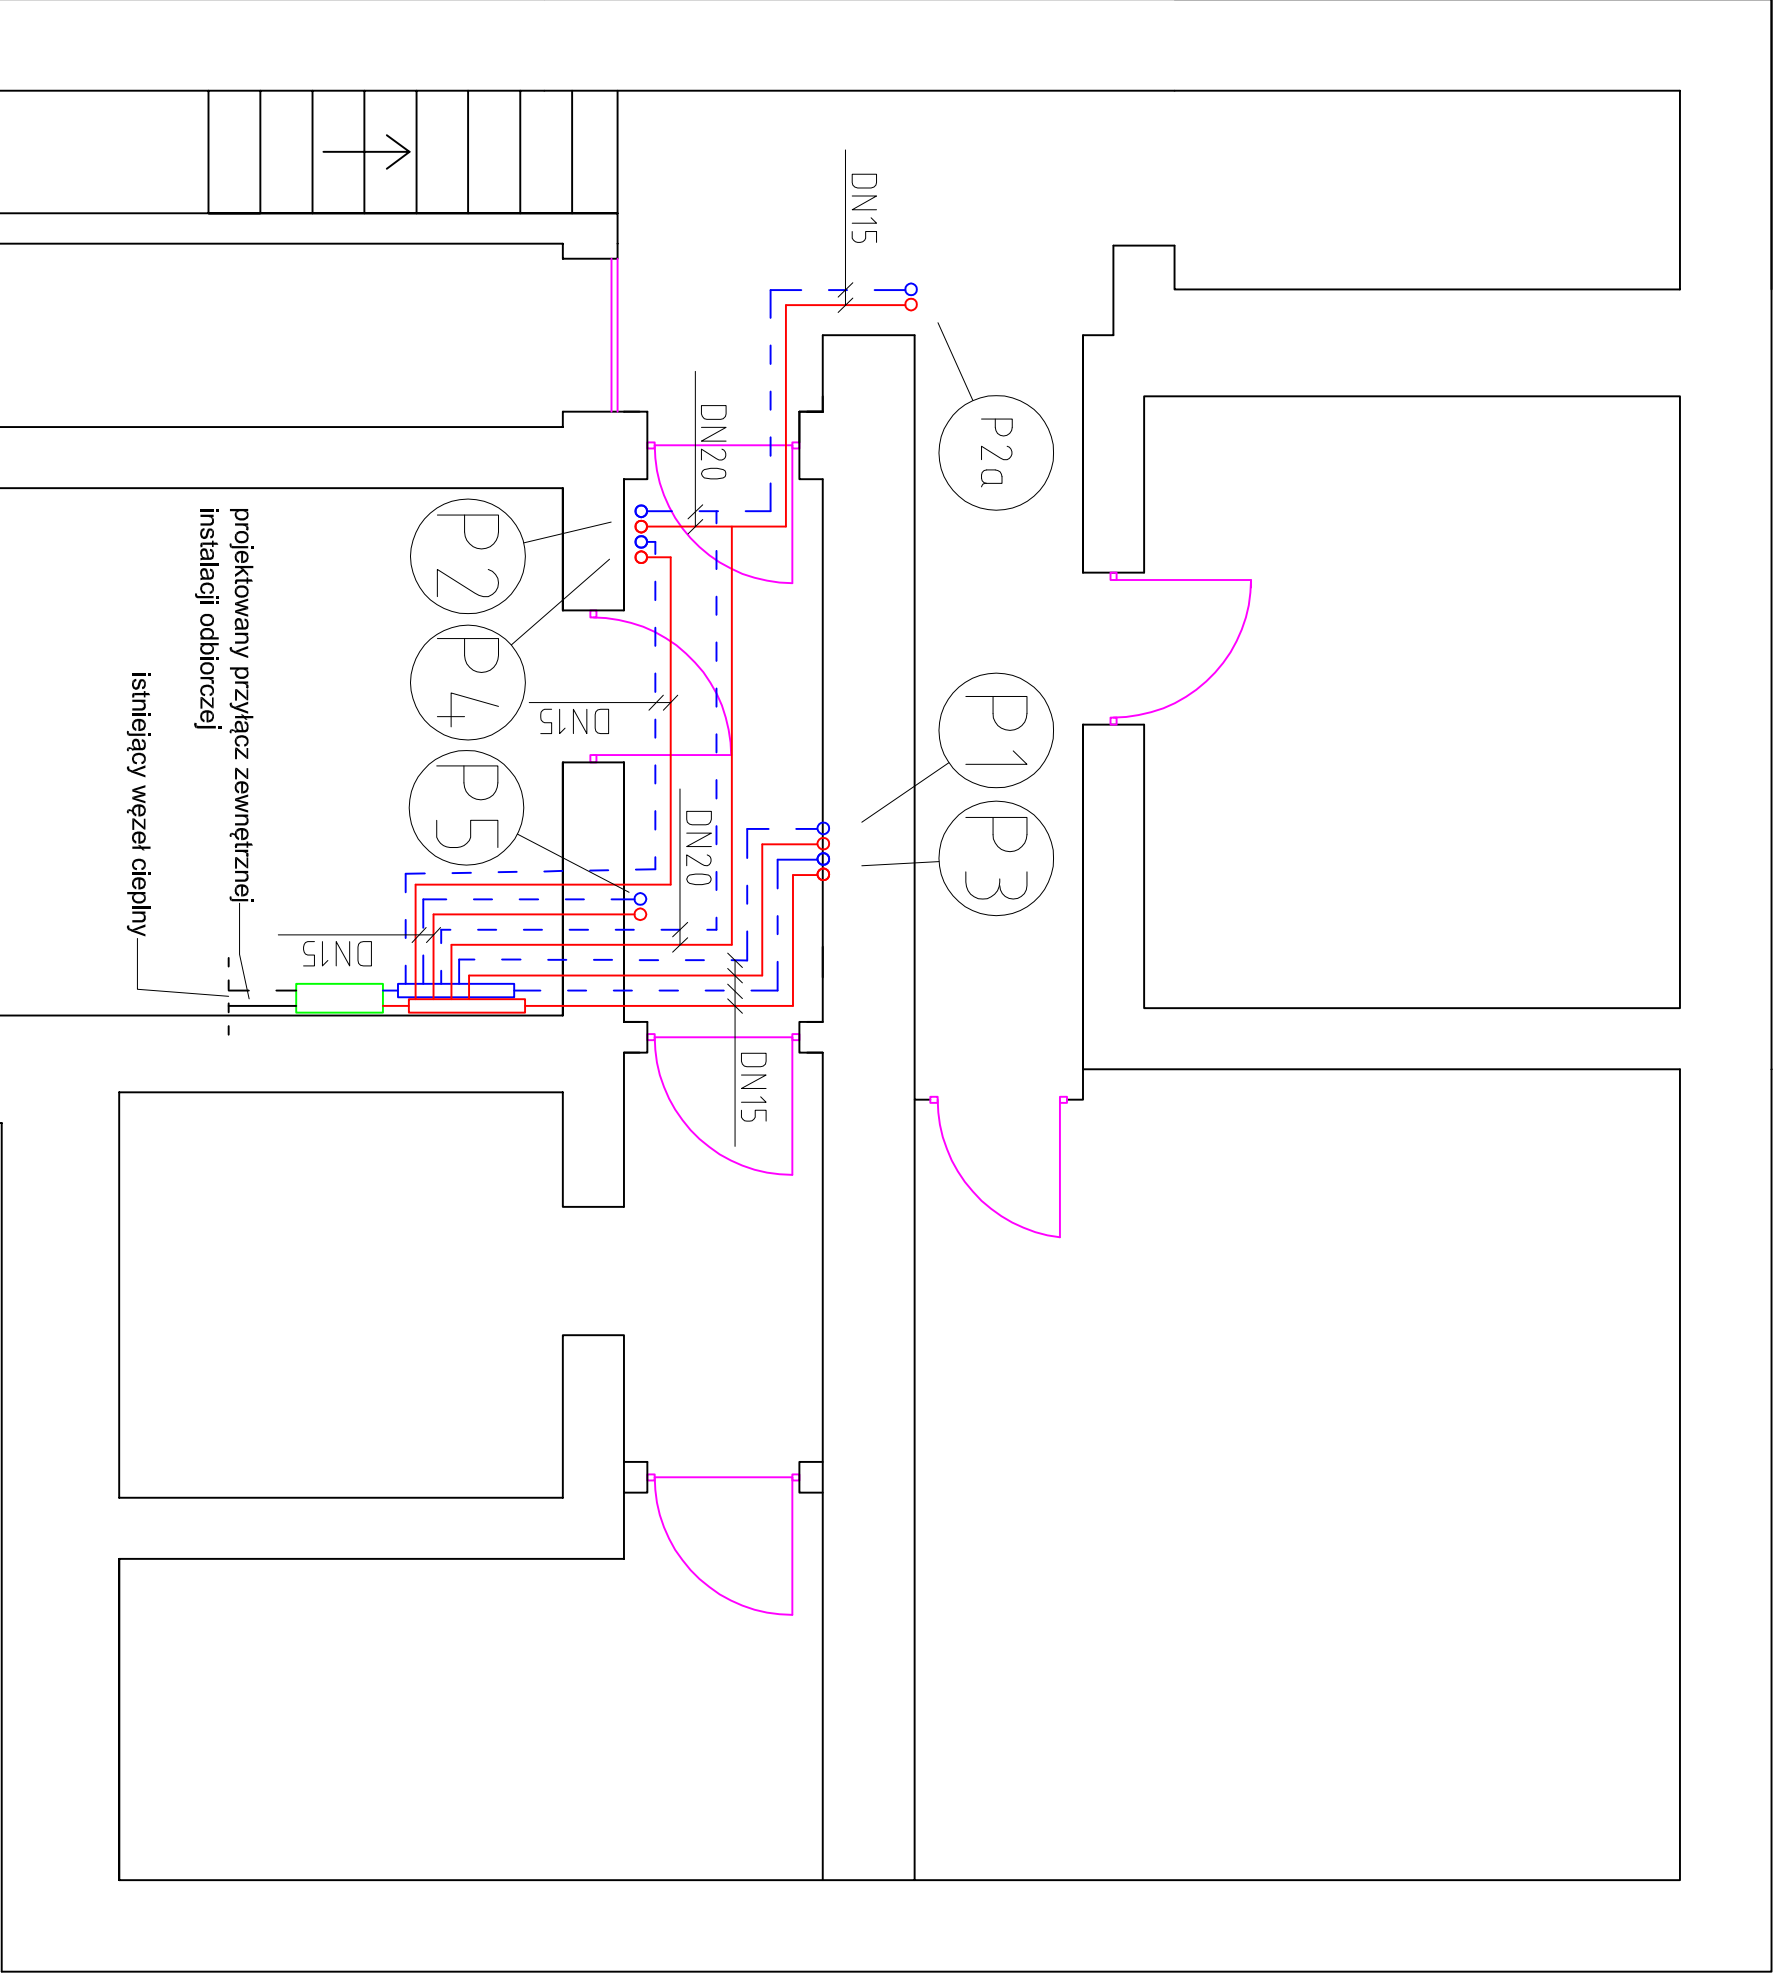 DN15
P2a
DN20
P2
P4
DN15
P5
DN20
P1
P3
DN15
DN15
projektowany przyłącz zewnętrznej
instalacji odbiorczej
istniejący węzeł cieplny